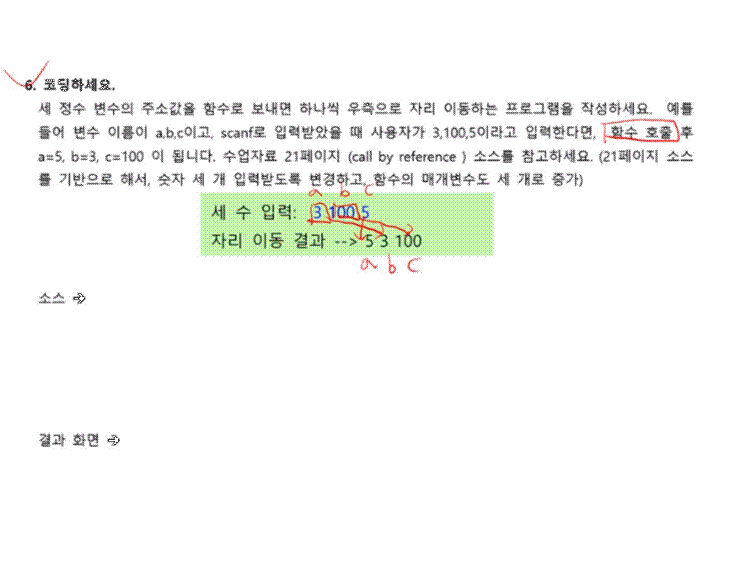 6. 코딩하세요.
세 정수 변수의 주소값을 함수로 보내면 하나씩 우측으로 자리 이동하는 프로그램을 작성하세요. 예를
들어 변수 이름이 a,b,c이고, scanf로 입력받았을 때 사용자가 3,100,5이라고 입력한다면, 함수 호출 후
a=5, b=3, c=100 이 됩니다. 수업자료 21페이지 (call by reference ) 소스를 참고하세요. (21페이지 소스
를 기반으로 해서, 숫자 세 개 입력받도록 변경하고, 함수의 매개변수도 세 개로 증가)
a b c
세 수 입력: 3 100 5
자리 이동 결과 --> 5 3 100
a b c
소스 ➩
결과 화면 ➩